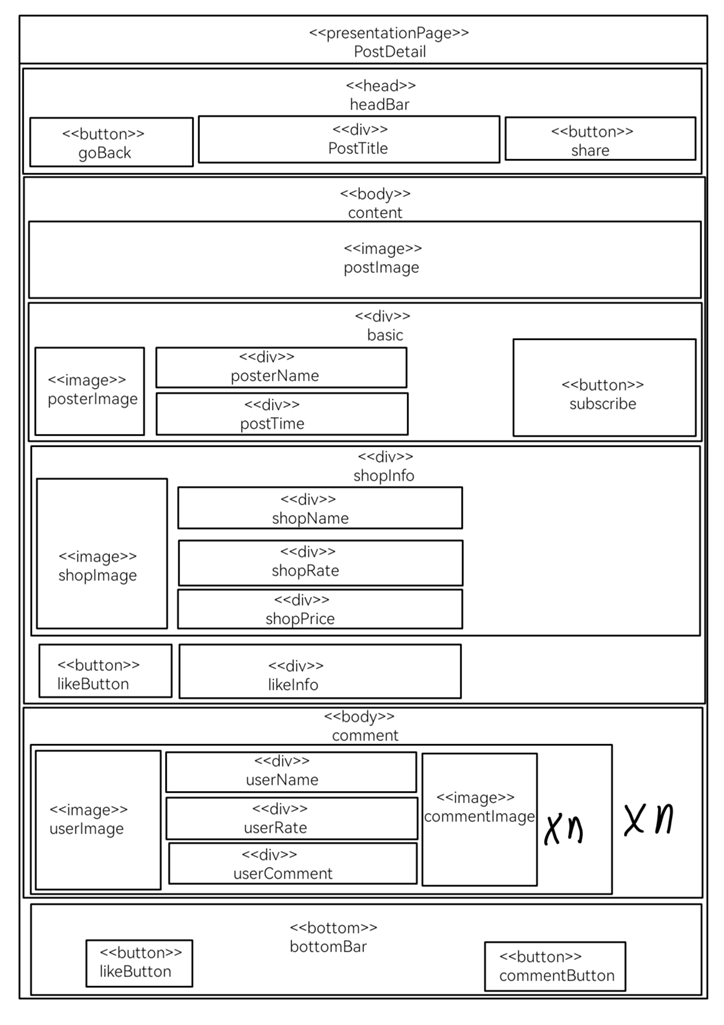 <<presentationPage>>
PostDetail
<<head>>
headBar
<<button>>
goBack
<<div>>
PostTitle
<<button>>
share
<<body>>
content
<<image>>
postImage
<<div>>
basic
<<image>>
posterImage
<<div>>
posterName
<<div>>
postTime
<<button>>
subscribe
<<div>>
shopInfo
<<image>>
shopImage
<<div>>
shopName
<<div>>
shopRate
<<div>>
shopPrice
<<button>>
likeButton
<<div>>
likeInfo
<<body>>
comment
<<image>>
userImage
<<div>>
userName
<<div>>
userRate
<<div>>
userComment
<<image>>
commentImage
xn
xn
<<bottom>>
bottomBar
<<button>>
likeButton
<<button>>
commentButton